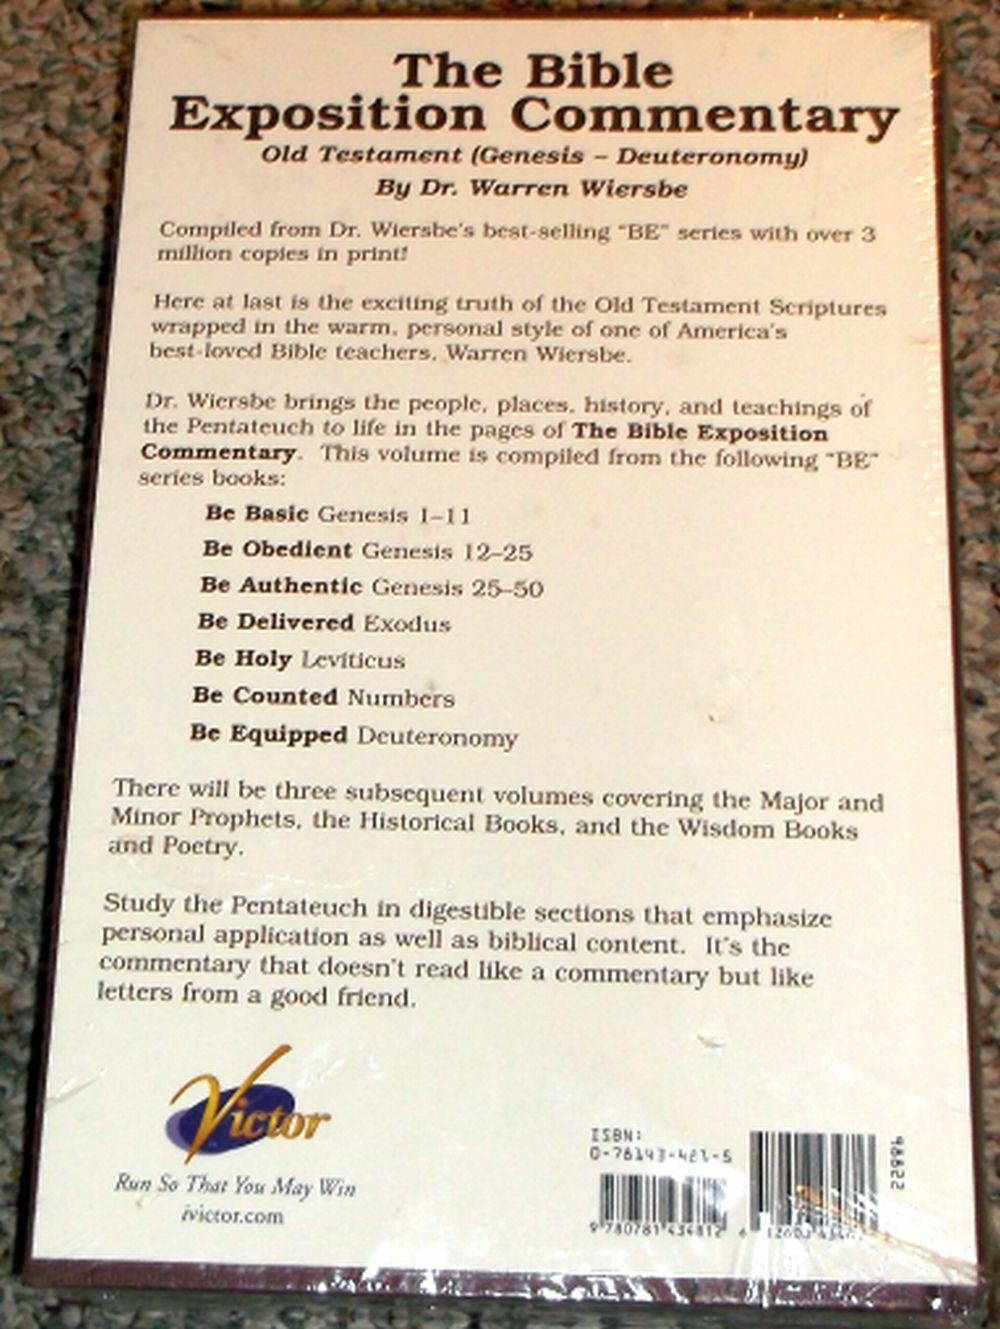 The Bible
Exposition Commentary
Old Testament (Genesis – Deuteronomy)
By Dr. Warren Wiersbe
Compiled from Dr. Wiersbe's best-selling "BE" series with over 3
million copies in print!
Here at last is the exciting truth of the Old Testament Scriptures
wrapped in the warm, personal style of one of America's
best-loved Bible teachers, Warren Wiersbe.
Dr. Wiersbe brings the people, places, history, and teachings of
the Pentateuch to life in the pages of The Bible Exposition
Commentary. This volume is compiled from the following "BE"
series books:
Be Basic Genesis 1–11
Be Obedient Genesis 12–25
Be Authentic Genesis 25–50
Be Delivered Exodus
Be Holy Leviticus
Be Counted Numbers
Be Equipped Deuteronomy
There will be three subsequent volumes covering the Major and
Minor Prophets, the Historical Books, and the Wisdom Books
and Poetry.
Study the Pentateuch in digestible sections that emphasize
personal application as well as biblical content. It's the
commentary that doesn't read like a commentary but like
letters from a good friend.
Victor
Run So That You May Win
ivictor.com
ISBN:
9 780781 434812